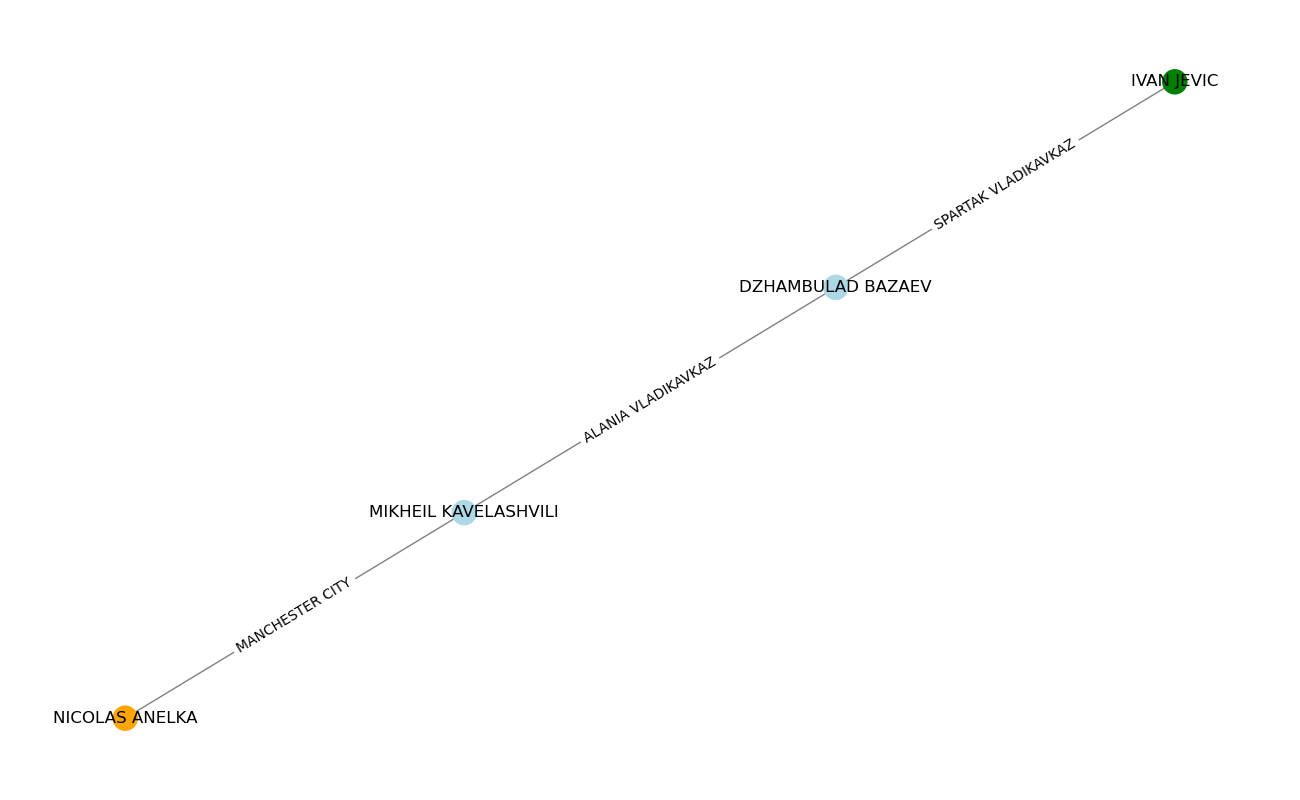 IVAN JEVIC
SPARTAK VLADIKAVKAZ
DZHAMBULAD BAZAEV
ALANIA VLADIKAVKAZ
MIKHEIL KAVELASHVILI
MANCHESTER CITY
NICOLAS ANELKA